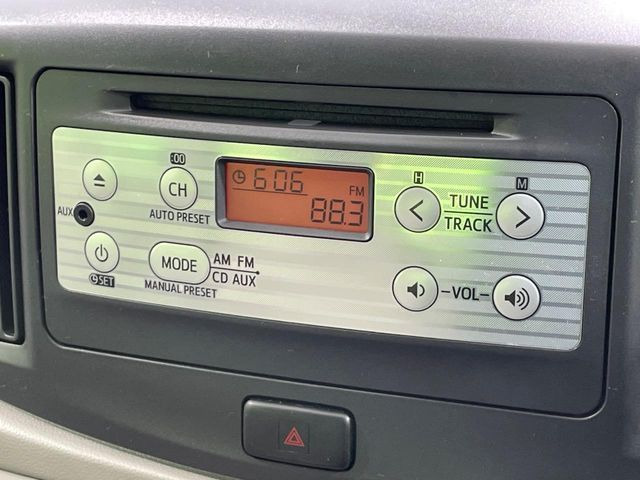 :00
CH
AUTO PRESET
AUX
6:06
FM
88.3
H
M
TUNE
TRACK
SET
MODE
AM FM
CD AUX
MANUAL PRESET
VOL